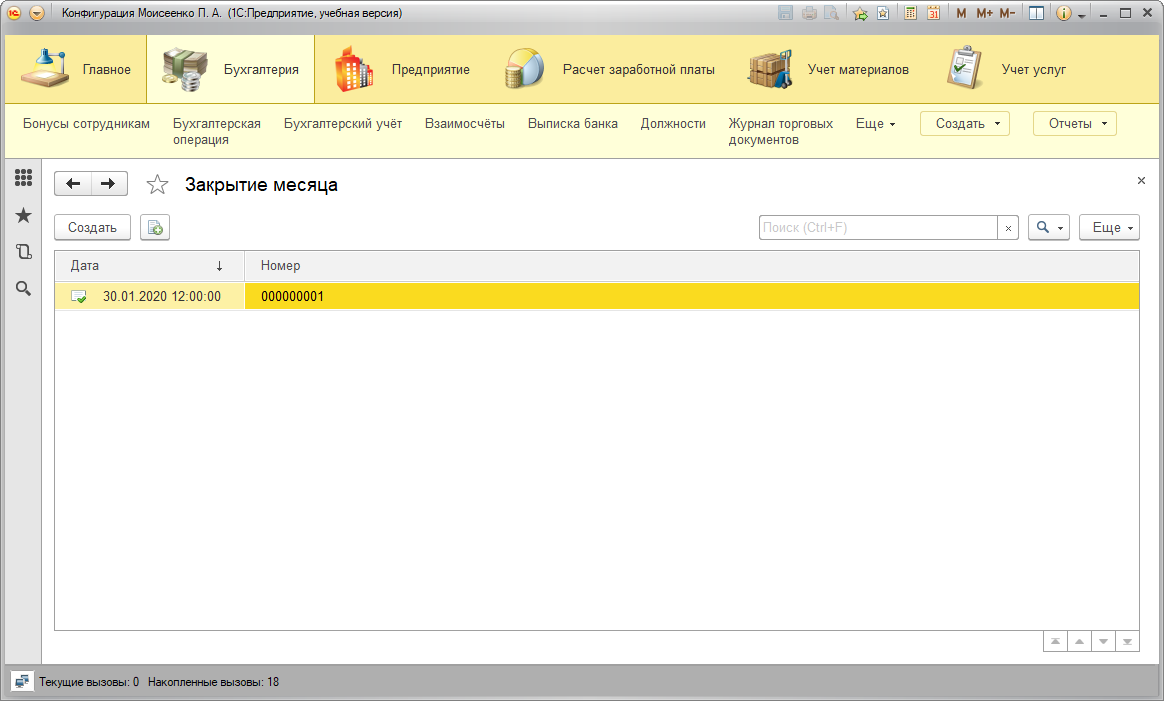 Конфигурация Моисеенко П. А. (1С:Предприятие, учебная версия)
31
M M+ M-
Главное
Бухгалтерия
Предприятие
Расчет заработной платы
Учет материалов
Учет услуг
Бонусы сотрудникам
Бухгалтерская
операция
Бухгалтерский учёт
Взаимосчёты
Выписка банка
Должности
Журнал торговых
документов
Еще
Создать
Отчеты
Закрытие месяца
Создать
Поиск (Ctrl+F)
Еще
Дата
Номер
30.01.2020 12:00:00
000000001
Текущие вызовы: 0 Накопленные вызовы: 18